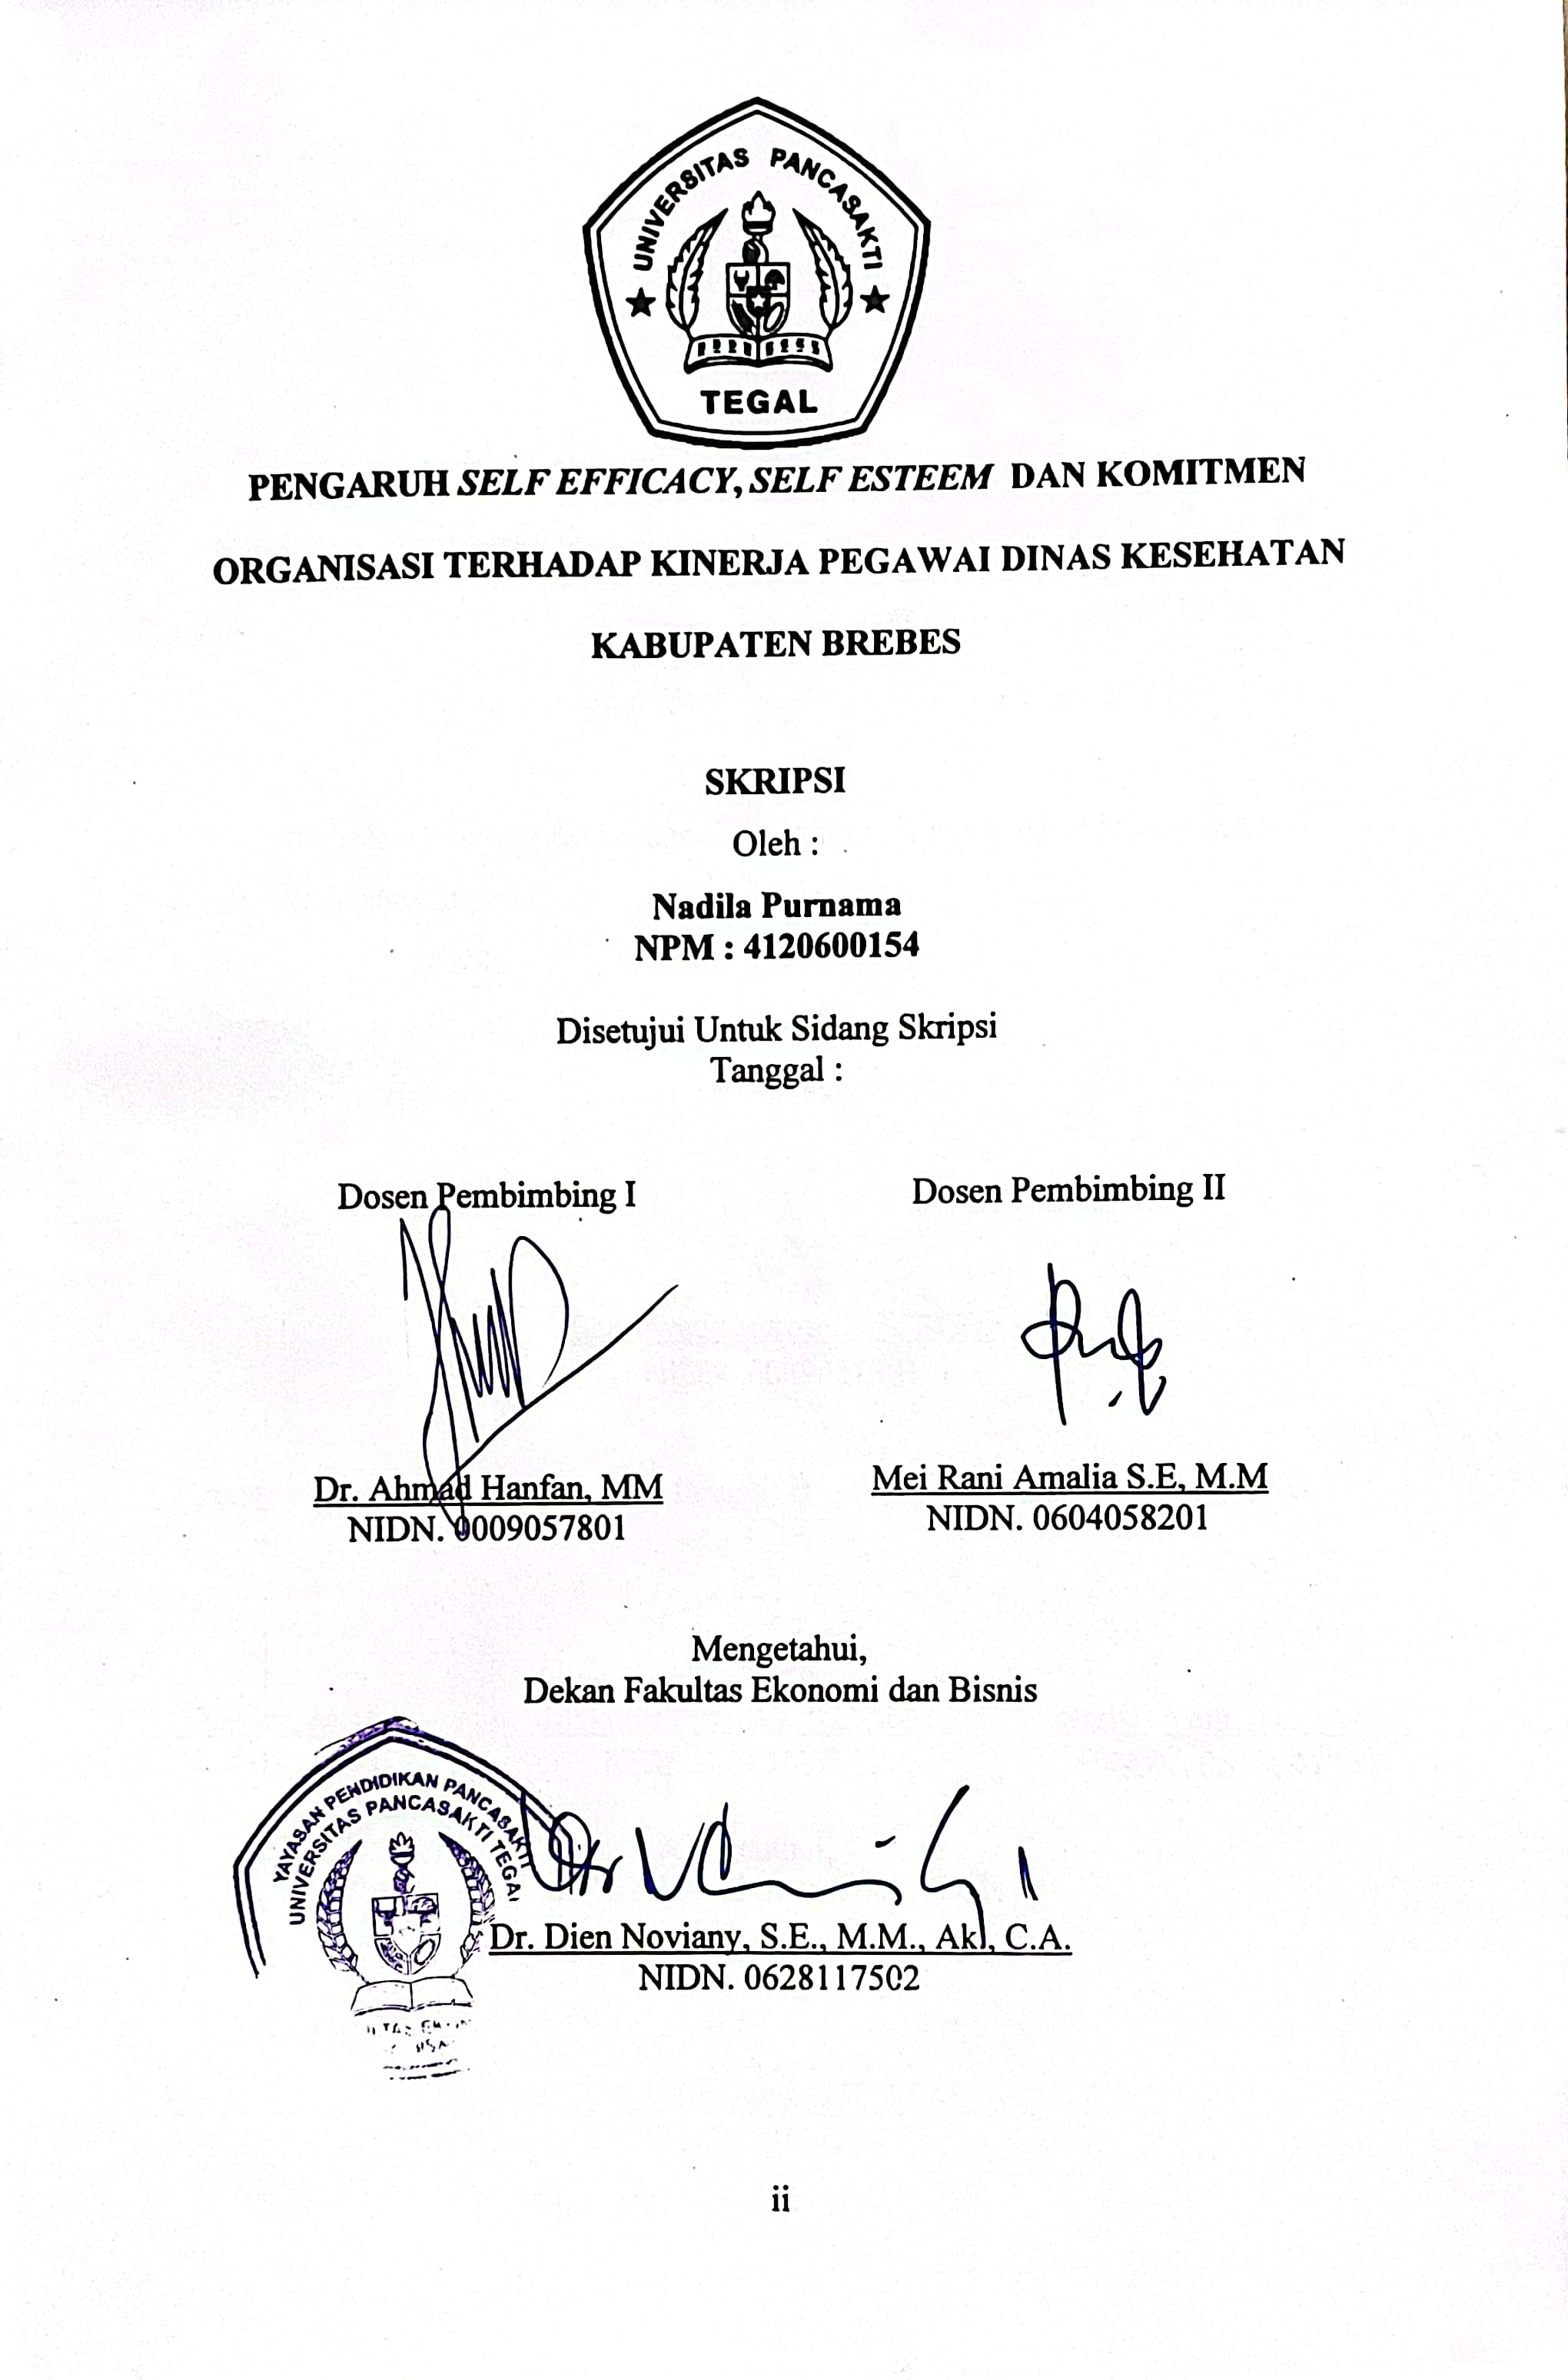 UNIVERSITAS PANCASAKTI
TEGAL
PENGARUH SELF EFFICACY, SELF ESTEEM DAN KOMITMEN
ORGANISASI TERHADAP KINERJA PEGAWAI DINAS KESEHATAN
KABUPATEN BREBES
SKRIPSI
Oleh :
Nadila Purnama
NPM : 4120600154
Disetujui Untuk Sidang Skripsi
Tanggal :
Dosen Pembimbing I
Dosen Pembimbing II
Dr. Ahmad Hanfan, MM
NIDN. 0009057801
Mei Rani Amalia S.E, M.M
NIDN. 0604058201
Mengetahui,
Dekan Fakultas Ekonomi dan Bisnis
YAYASAN PENDIDIKAN PANCASAKTI
UNIVERSITAS PANCASAKTI TEGAL
Dr. Dien Noviany, S.E., M.M., Ak., C.A.
NIDN. 0628117502
ii